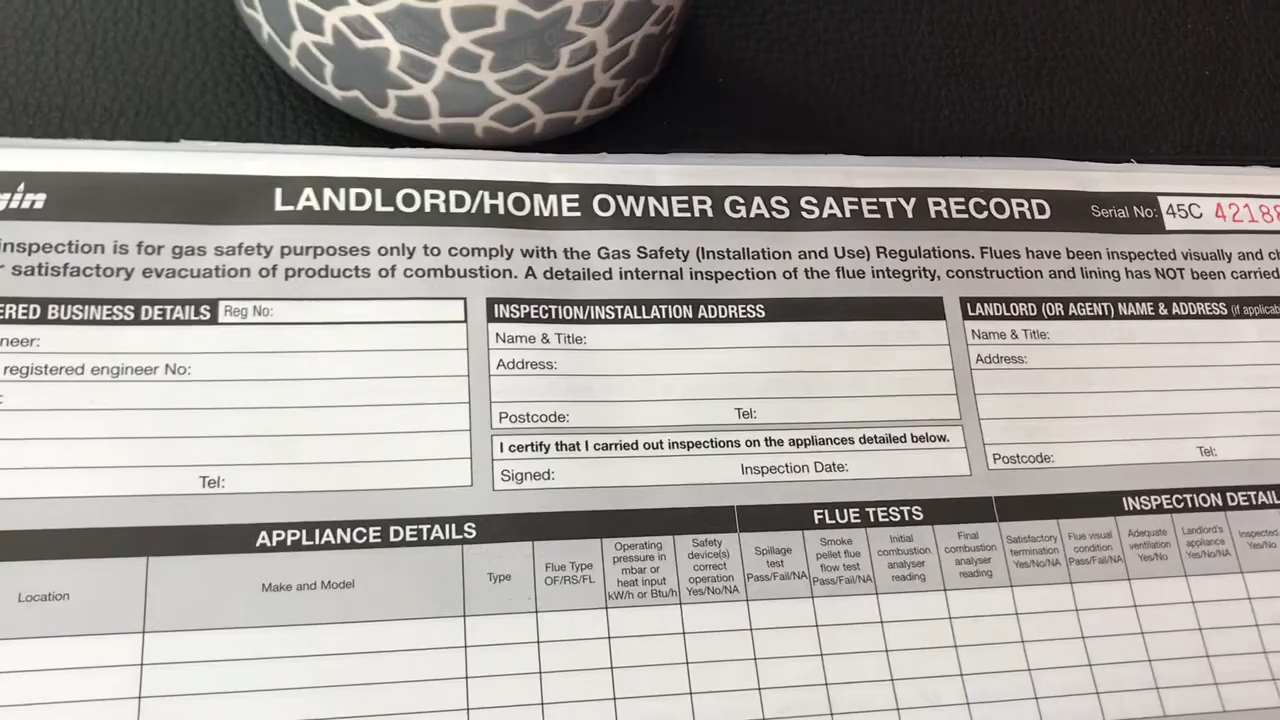 gin
LANDLORD/HOME OWNER GAS SAFETY RECORD
Serial No: 45C 4218
inspection is for gas safety purposes only to comply with the Gas Safety (Installation and Use) Regulations. Flues have been inspected visually and ch
satisfactory evacuation of products of combustion. A detailed internal inspection of the flue integrity, construction and lining has NOT been carried
ERED BUSINESS DETAILS Reg No:
neer:
registered engineer No:
Tel:
INSPECTION/INSTALLATION ADDRESS
Name & Title:
Address:
Postcode: Tel:
I certify that I carried out inspections on the appliances detailed below.
Signed: Inspection Date:
LANDLORD (OR AGENT) NAME & ADDRESS (if applicab
Name & Title:
Address:
Postcode: Tel:
APPLIANCE DETAILS
FLUE TESTS
INSPECTION DETAIL
Location
Make and Model
Type
Flue Type
OF/RS/FL
Operating
pressure in
mbar or
heat input
kW/h or Btu/h
Safety
device(s)
correct
operation
Yes/No/NA
Spillage
test
Pass/Fail/NA
Smoke
pellet flue
flow test
Pass/Fail/NA
Initial
combustion
analyser
reading
Final
combustion
analyser
reading
Satisfactory
termination
Yes/No/NA
Flue visual
condition
Pass/Fail/NA
Adequate
ventilation
Yes/No
Landlord's
appliance
Yes/No/NA
Inspected
Yes/No